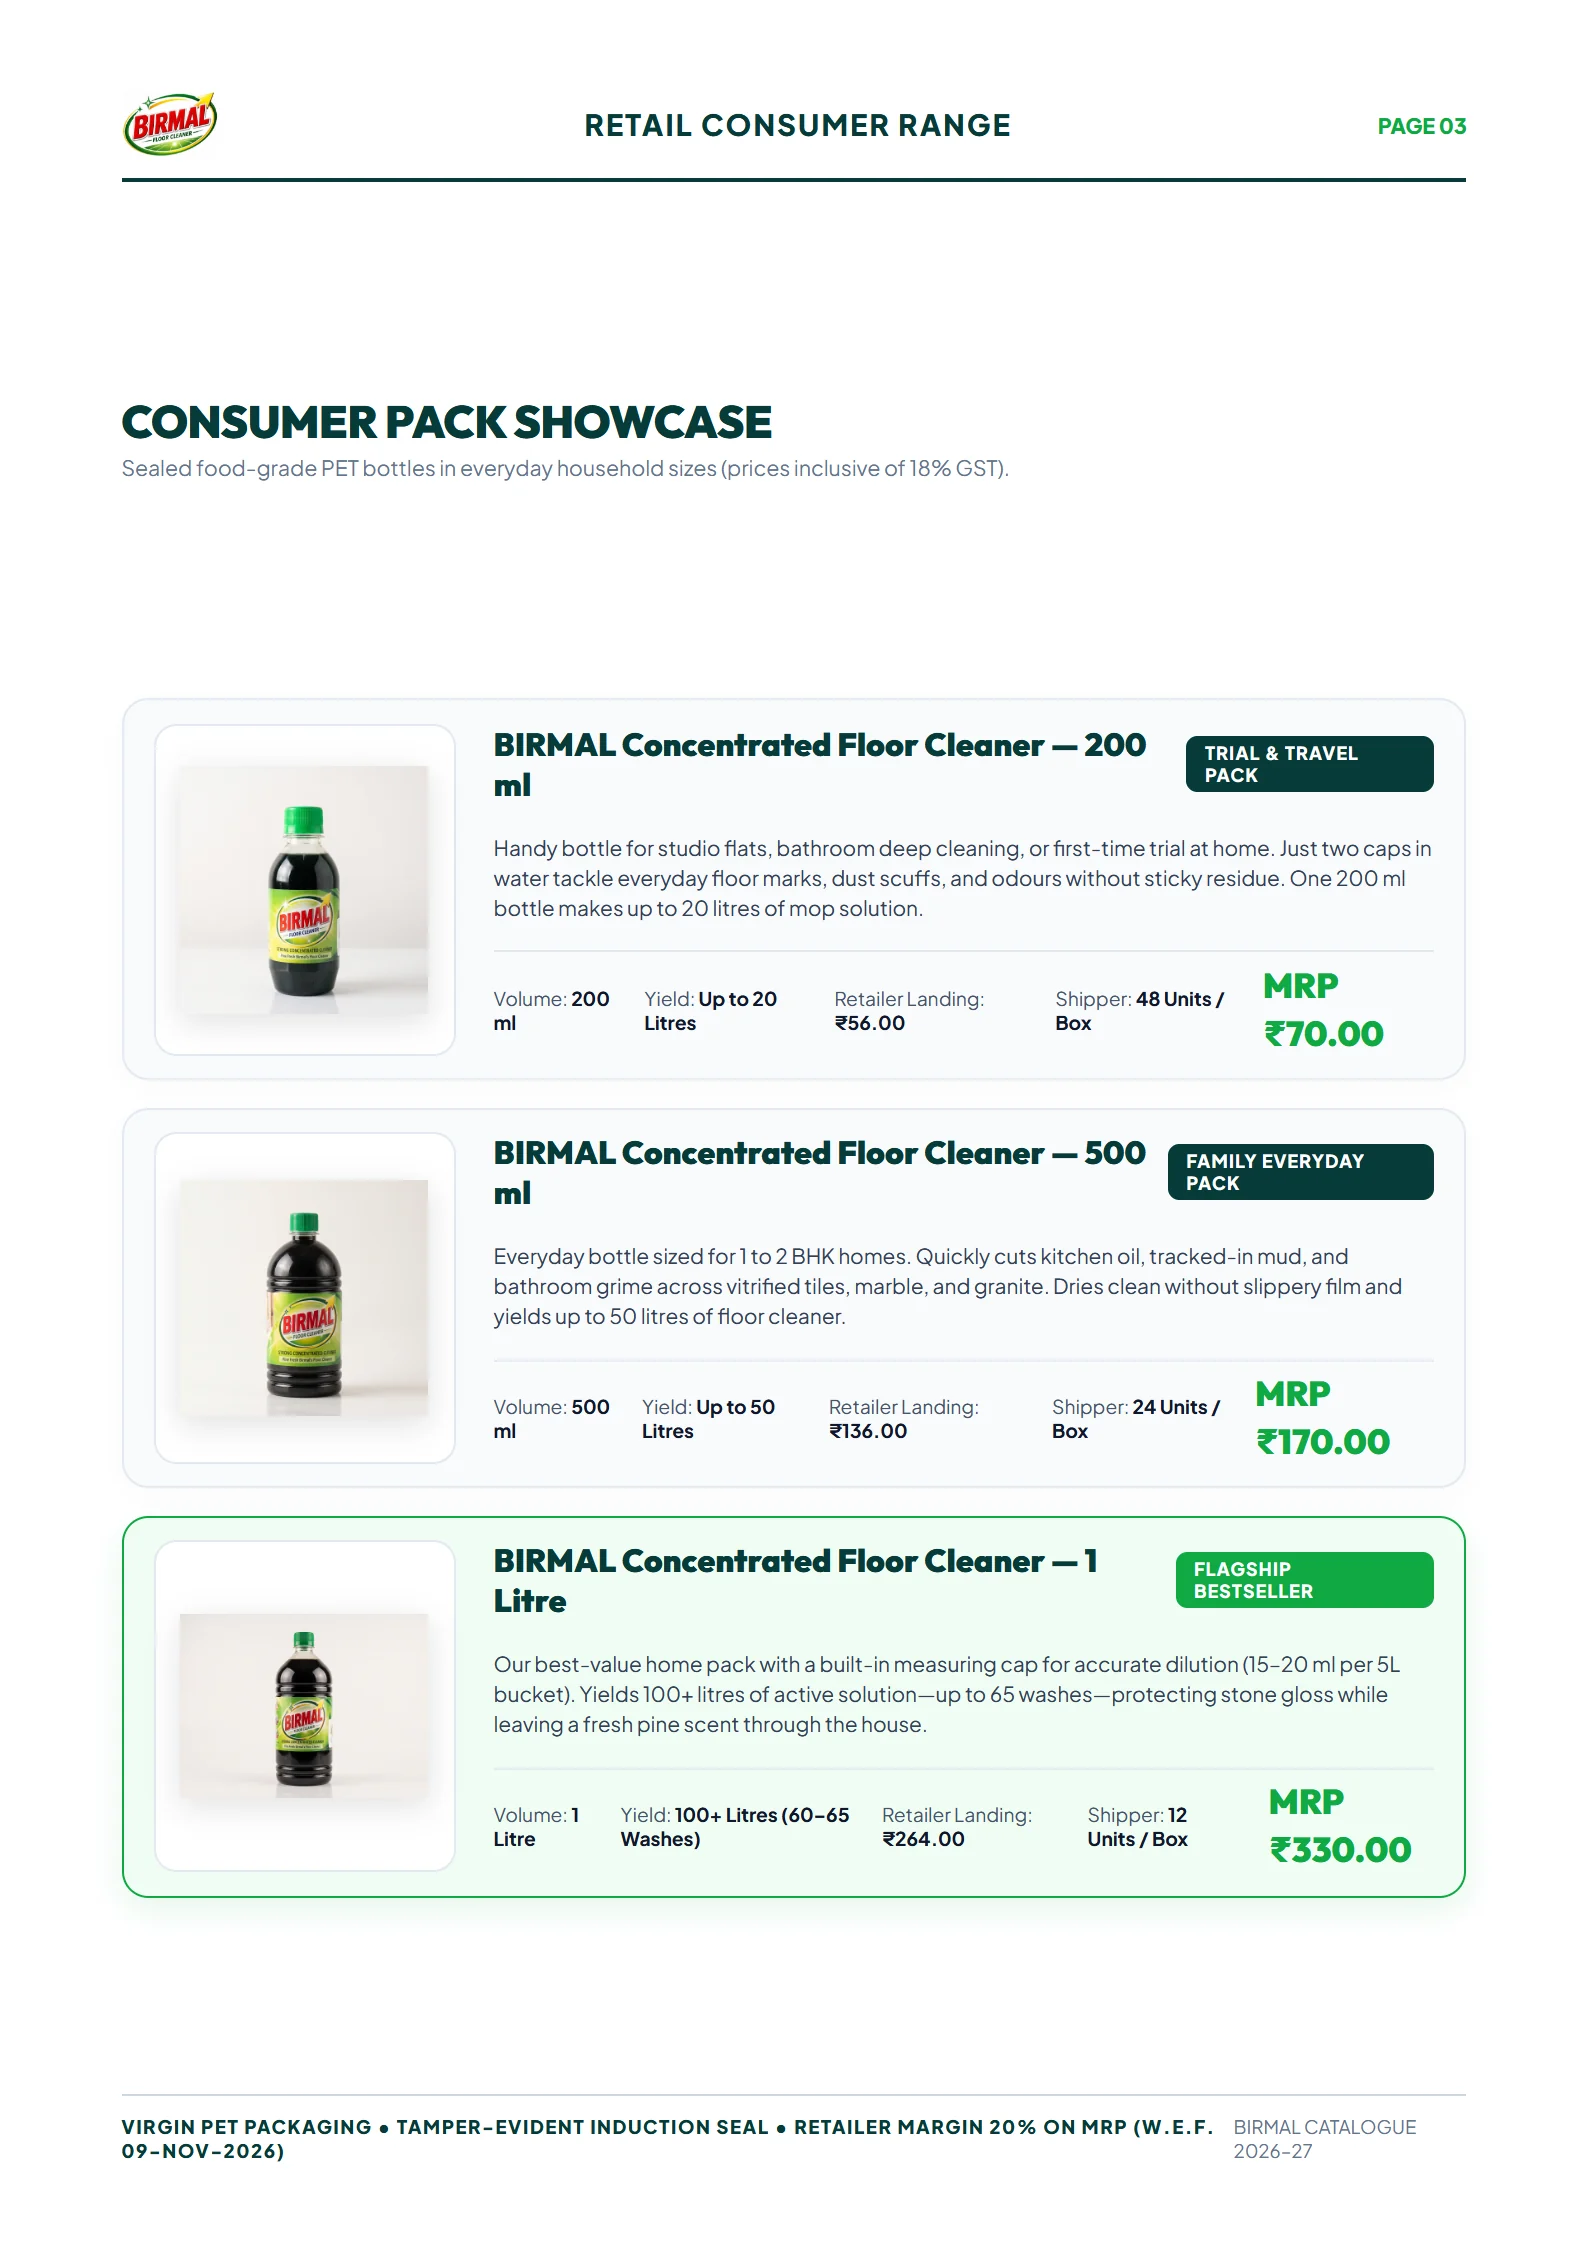 BIRMAL
FLOOR CLEANER
RETAIL CONSUMER RANGE
PAGE 03
CONSUMER PACK SHOWCASE
Sealed food-grade PET bottles in everyday household sizes (prices inclusive of 18% GST).
BIRMAL
FLOOR CLEANER
BIRMAL Concentrated Floor Cleaner — 200
ml
TRIAL & TRAVEL
PACK
Handy bottle for studio flats, bathroom deep cleaning, or first-time trial at home. Just two caps in
water tackle everyday floor marks, dust scuffs, and odours without sticky residue. One 200 ml
bottle makes up to 20 litres of mop solution.
Volume: 200
ml
Yield: Up to 20
Litres
Retailer Landing:
₹56.00
Shipper: 48 Units /
Box
MRP
₹70.00
BIRMAL
FLOOR CLEANER
BIRMAL Concentrated Floor Cleaner — 500
ml
FAMILY EVERYDAY
PACK
Everyday bottle sized for 1 to 2 BHK homes. Quickly cuts kitchen oil, tracked-in mud, and
bathroom grime across vitrified tiles, marble, and granite. Dries clean without slippery film and
yields up to 50 litres of floor cleaner.
Volume: 500
ml
Yield: Up to 50
Litres
Retailer Landing:
₹136.00
Shipper: 24 Units /
Box
MRP
₹170.00
BIRMAL
BIRMAL Concentrated Floor Cleaner — 1
Litre
FLAGSHIP
BESTSELLER
Our best-value home pack with a built-in measuring cap for accurate dilution (15–20 ml per 5L
bucket). Yields 100+ litres of active solution—up to 65 washes—protecting stone gloss while
leaving a fresh pine scent through the house.
Volume: 1
Litre
Yield: 100+ Litres (60–65
Washes)
Retailer Landing:
₹264.00
Shipper: 12
Units / Box
MRP
₹330.00
VIRGIN PET PACKAGING ● TAMPER-EVIDENT INDUCTION SEAL ● RETAILER MARGIN 20% ON MRP (W.E.F.
09-NOV-2026)
BIRMAL CATALOGUE
2026-27